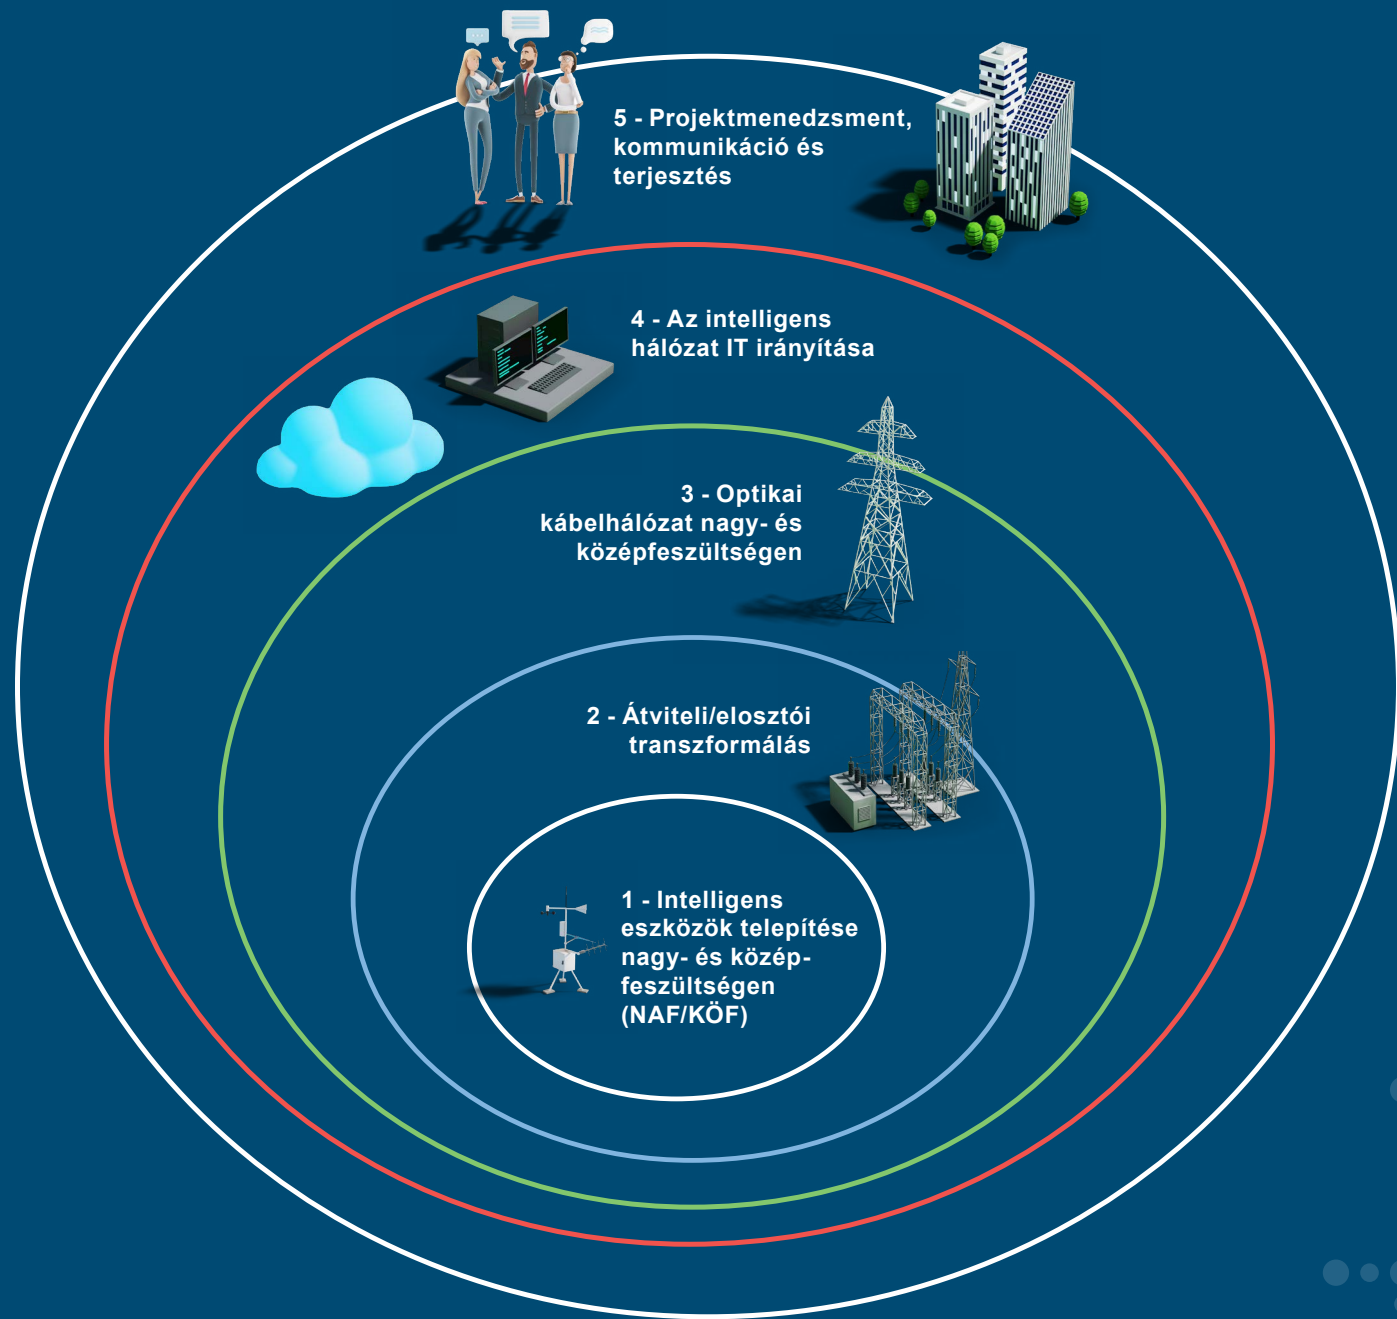 5 - Projektmenedzsment,
kommunikáció és
terjesztés
4 - Az intelligens
hálózat IT irányítása
3 - Optikai
kábelhálózat nagy- és
középfeszültségen
2 - Átviteli/elosztói
transzformálás
1 - Intelligens
eszközök telepítése
nagy- és közép-
feszültségen
(NAF/KÖF)